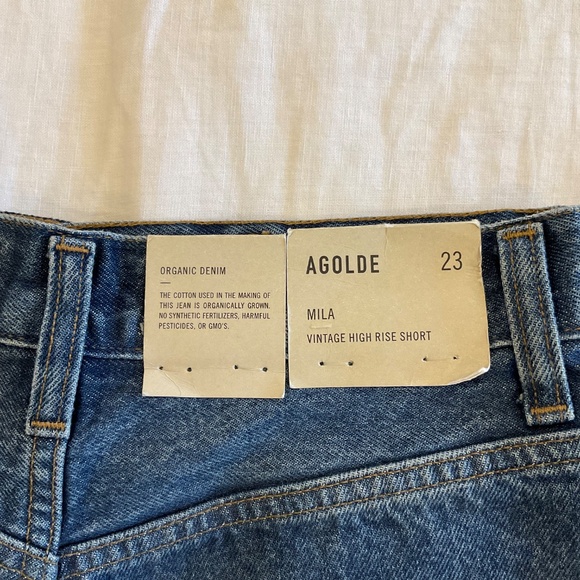 ORGANIC DENIM
THE COTTON USED IN THE MAKING OF
THIS JEAN IS ORGANICALLY GROWN.
NO SYNTHETIC FERTILIZERS, HARMFUL
PESTICIDES, OR GMO'S.
AGOLDE 23
MILA
VINTAGE HIGH RISE SHORT